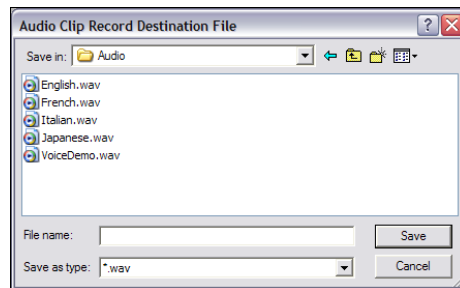 Audio Clip Record Destination File
Save in: Audio
English.wav
French.wav
Italian.wav
Japanese.wav
VoiceDemo.wav
File name: Save
Save as type: *.wav Cancel